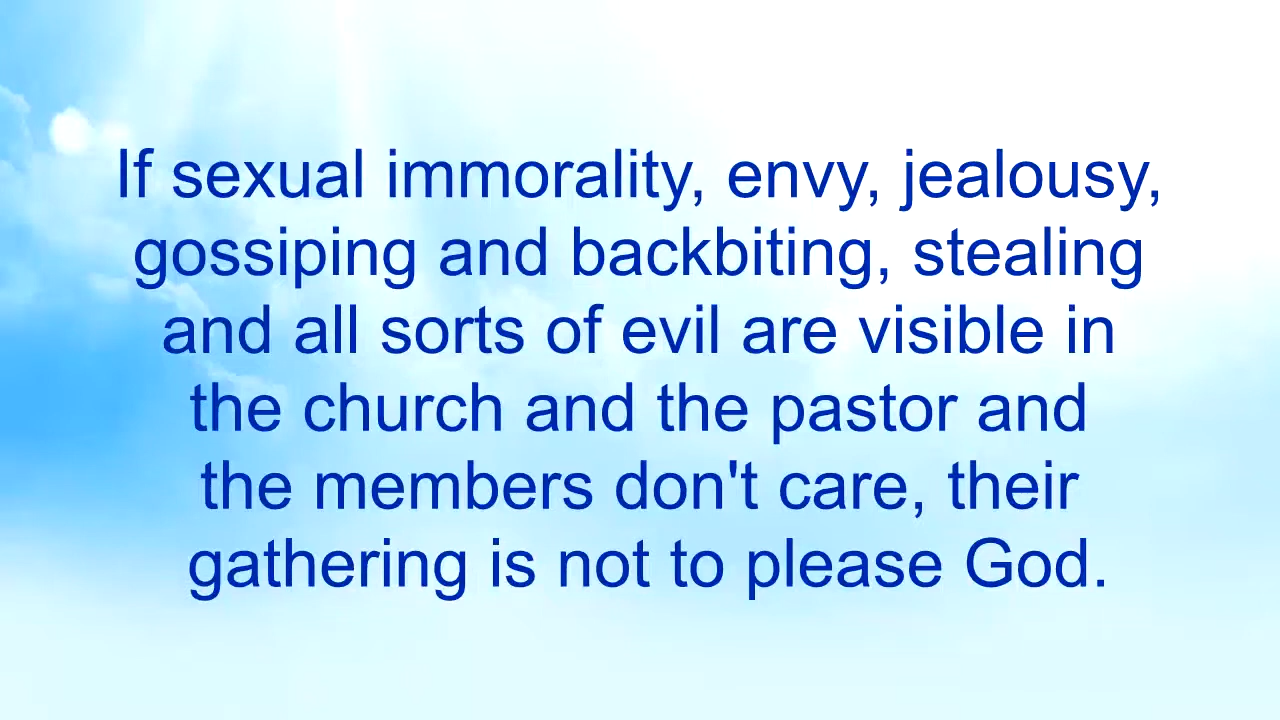 If sexual immorality, envy, jealousy,
gossiping and backbiting, stealing
and all sorts of evil are visible in
the church and the pastor and
the members don't care, their
gathering is not to please God.